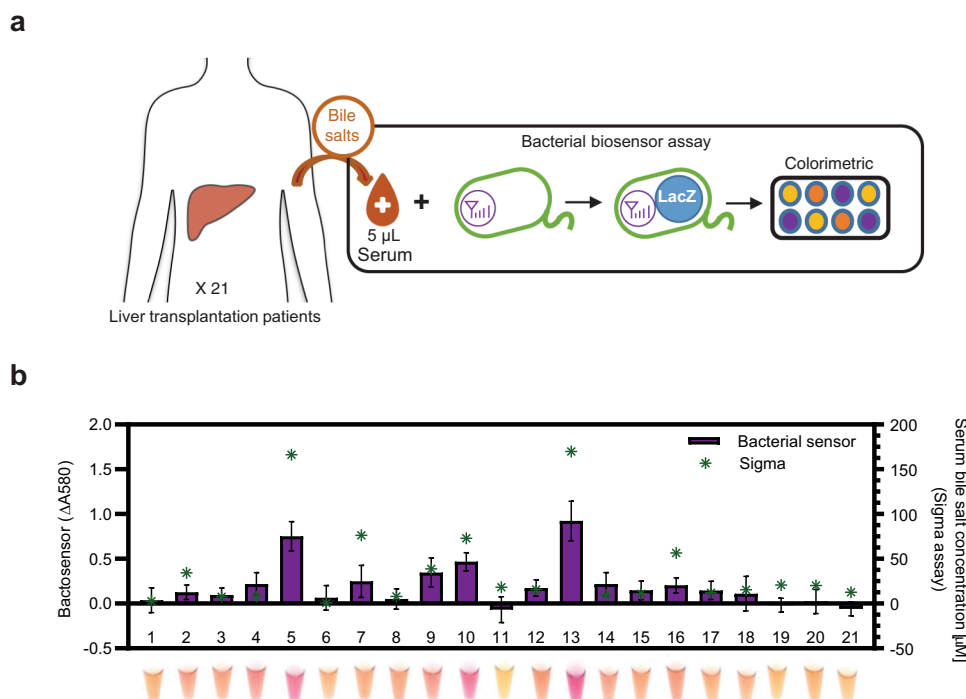 a
Bile
salts
Bacterial biosensor assay
Colorimetric
LacZ
5 µL
Serum
X 21
Liver transplantation patients
b
Bactosensor (ΔA580)
2.0
1.5
1.0
0.5
0.0
-0.5
Bacterial sensor
Sigma
200
150
100
50
0
-50
Serum bile salt concentration [µM]
(Sigma assay)
1 2 3 4 5 6 7 8 9 10 11 12 13 14 15 16 17 18 19 20 21